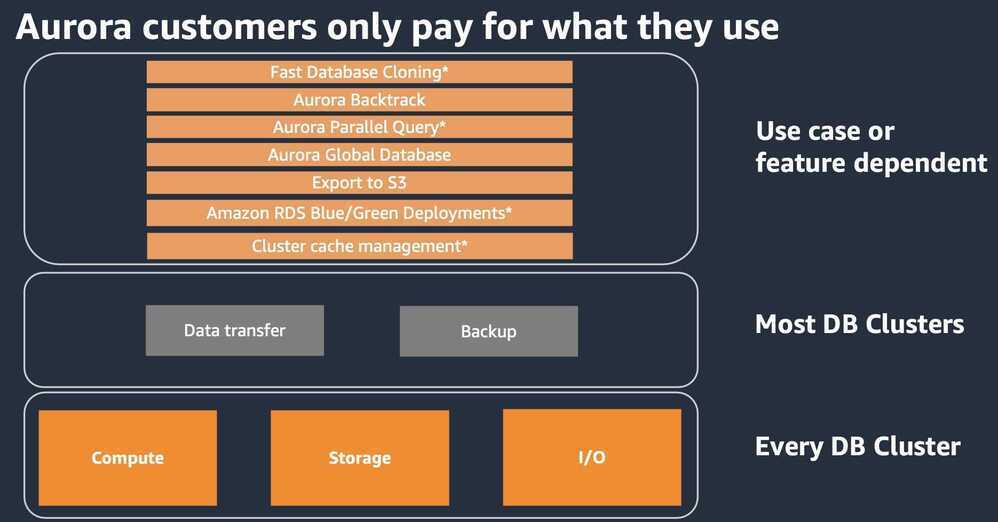 Aurora customers only pay for what they use
Fast Database Cloning*
Aurora Backtrack
Aurora Parallel Query*
Aurora Global Database
Export to S3
Amazon RDS Blue/Green Deployments*
Cluster cache management*
Use case or
feature dependent
Data transfer
Backup
Most DB Clusters
Compute
Storage
I/O
Every DB Cluster